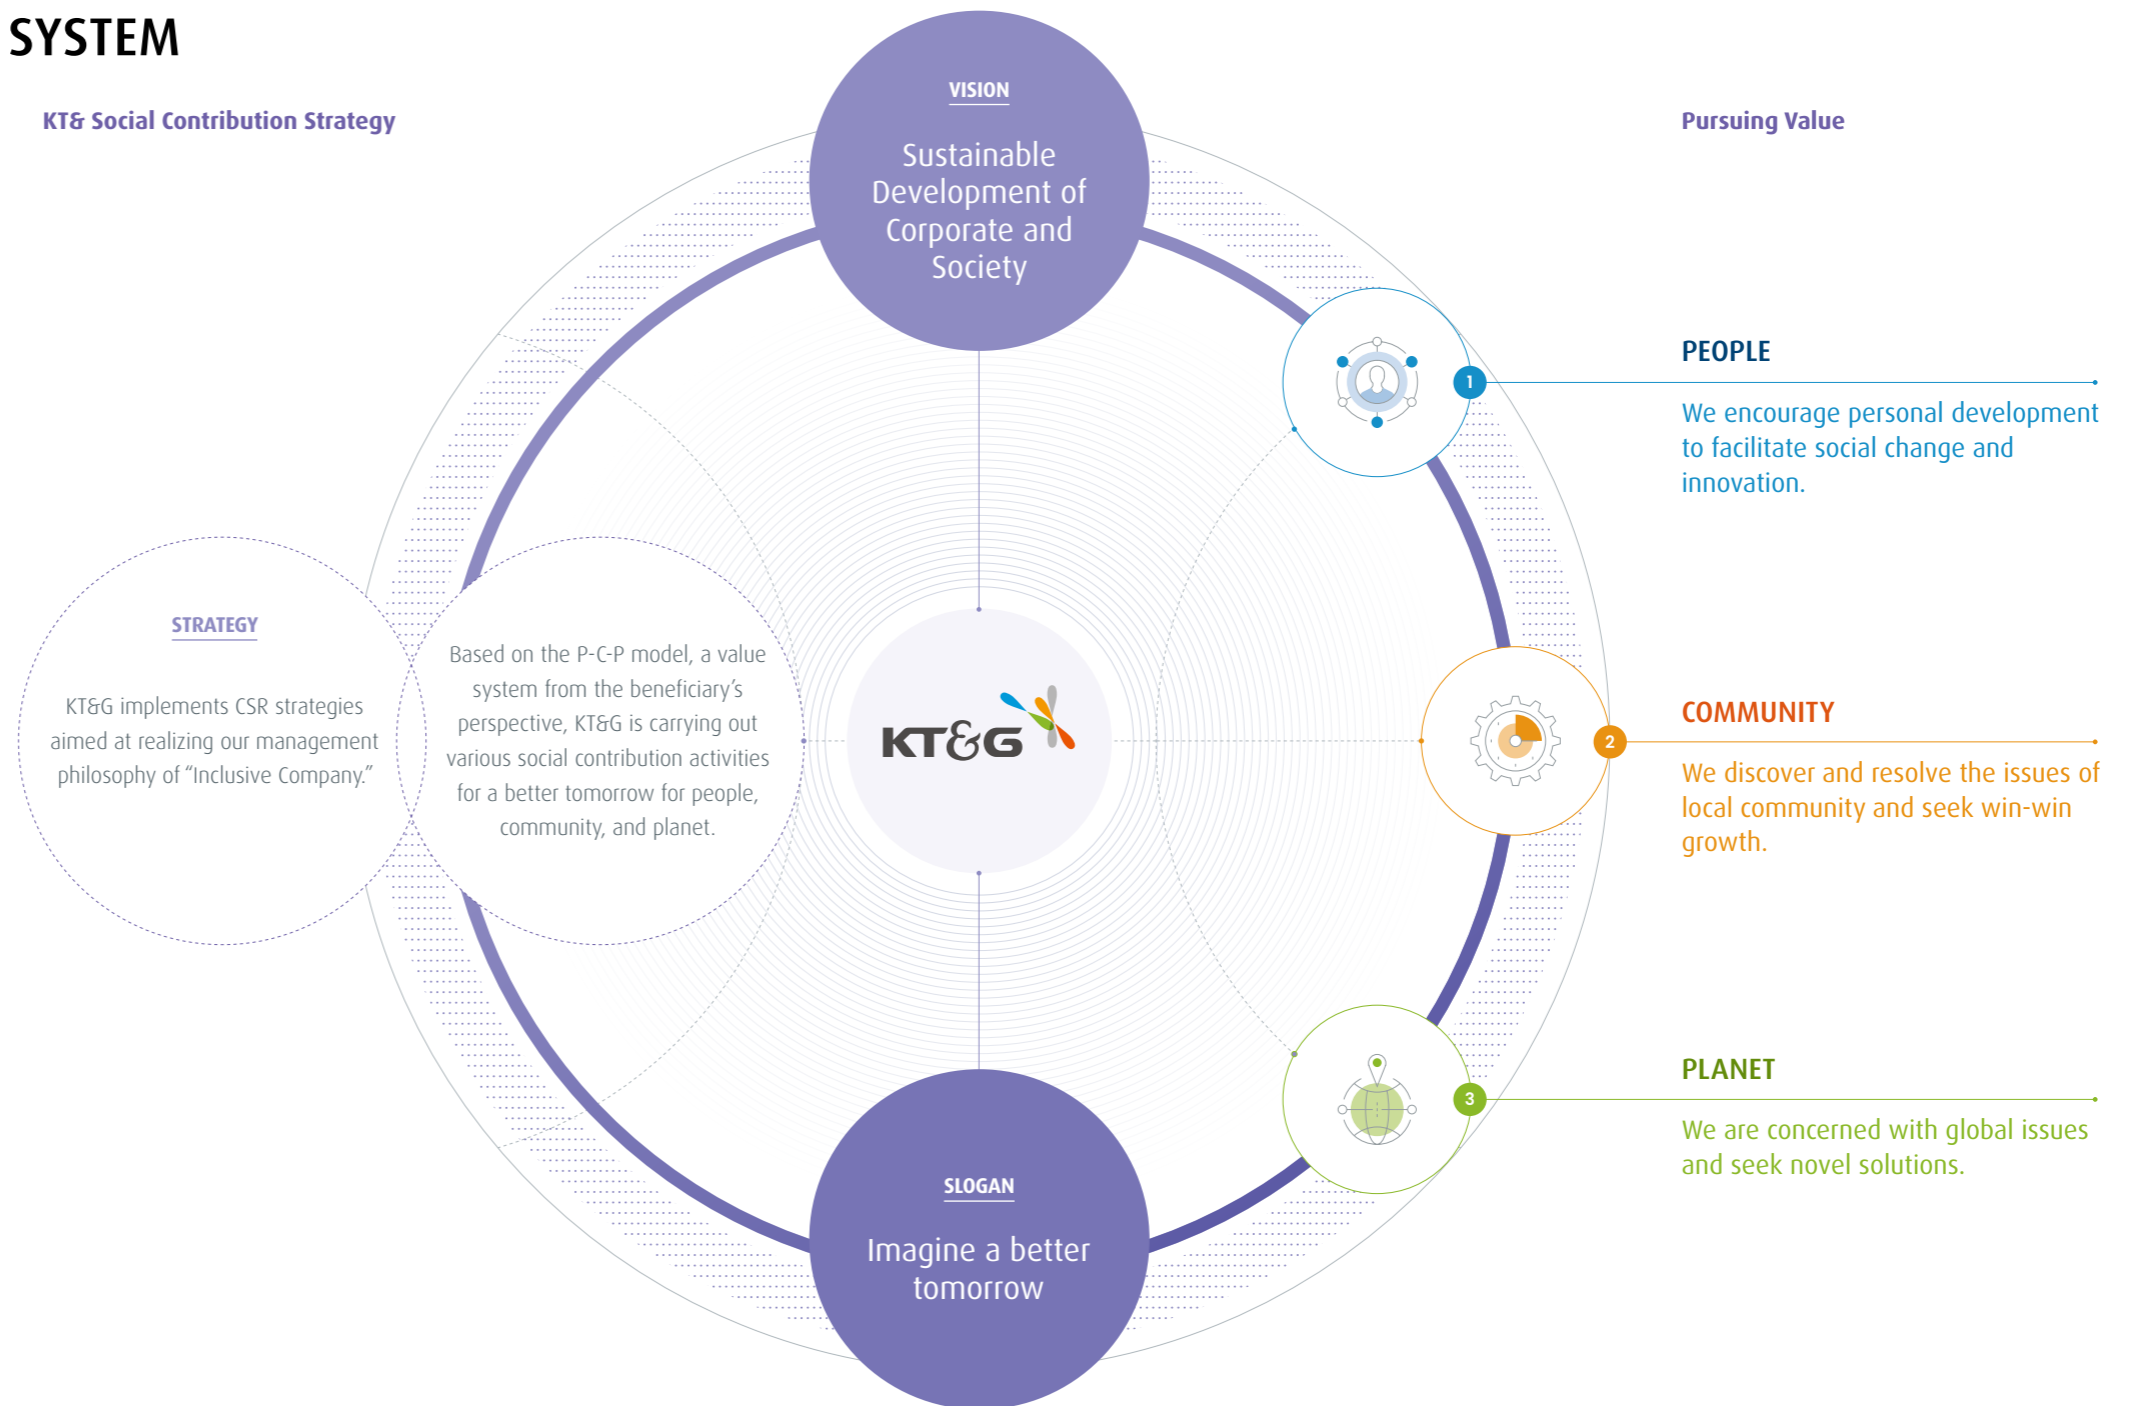 SYSTEM
KT& Social Contribution Strategy
Pursuing Value
VISION
Sustainable
Development of
Corporate and
Society
STRATEGY
KT&G implements CSR strategies
aimed at realizing our management
philosophy of “Inclusive Company.”
Based on the P-C-P model, a value
system from the beneficiary’s
perspective, KT&G is carrying out
various social contribution activities
for a better tomorrow for people,
community, and planet.
KT&G
SLOGAN
Imagine a better
tomorrow
PEOPLE
1
We encourage personal development
to facilitate social change and
innovation.
COMMUNITY
2
We discover and resolve the issues of
local community and seek win-win
growth.
PLANET
3
We are concerned with global issues
and seek novel solutions.